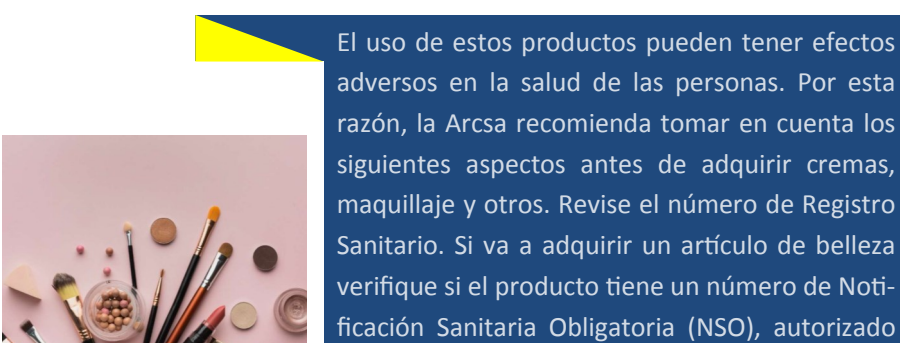 El uso de estos productos pueden tener efectos
adversos en la salud de las personas. Por esta
razón, la Arcsa recomienda tomar en cuenta los
siguientes aspectos antes de adquirir cremas,
maquillaje y otros. Revise el número de Registro
Sanitario. Si va a adquirir un artículo de belleza
verifique si el producto tiene un número de Noti-
ficación Sanitaria Obligatoria (NSO), autorizado